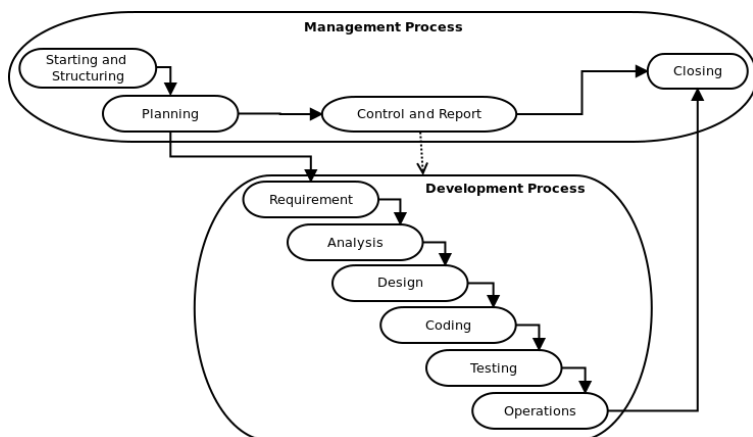 Management Process
Starting and
Structuring
Closing
Planning
Control and Report
Development Process
Requirement
Analysis
Design
Coding
Testing
Operations